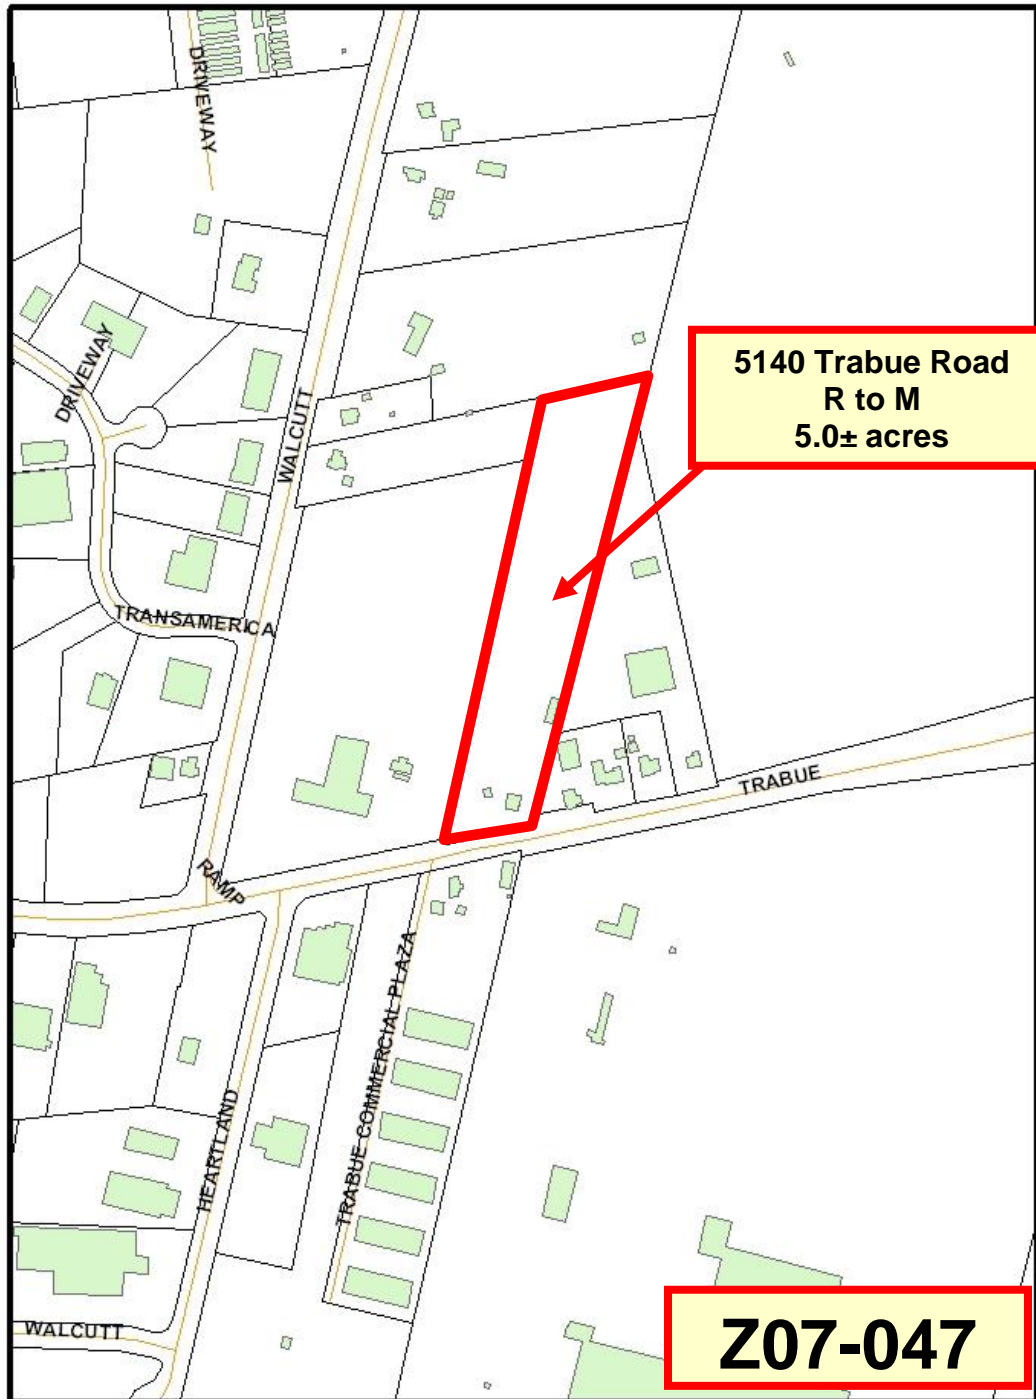 DRIVEWAY
DRIVEWAY
WALCUTT
5140 Trabue Road
R to M
5.0± acres
TRANSAMERICA
TRABUE
RAMP
TRABUE COMMERCIAL PLAZA
HEARTLAND
WALCUTT
Z07-047